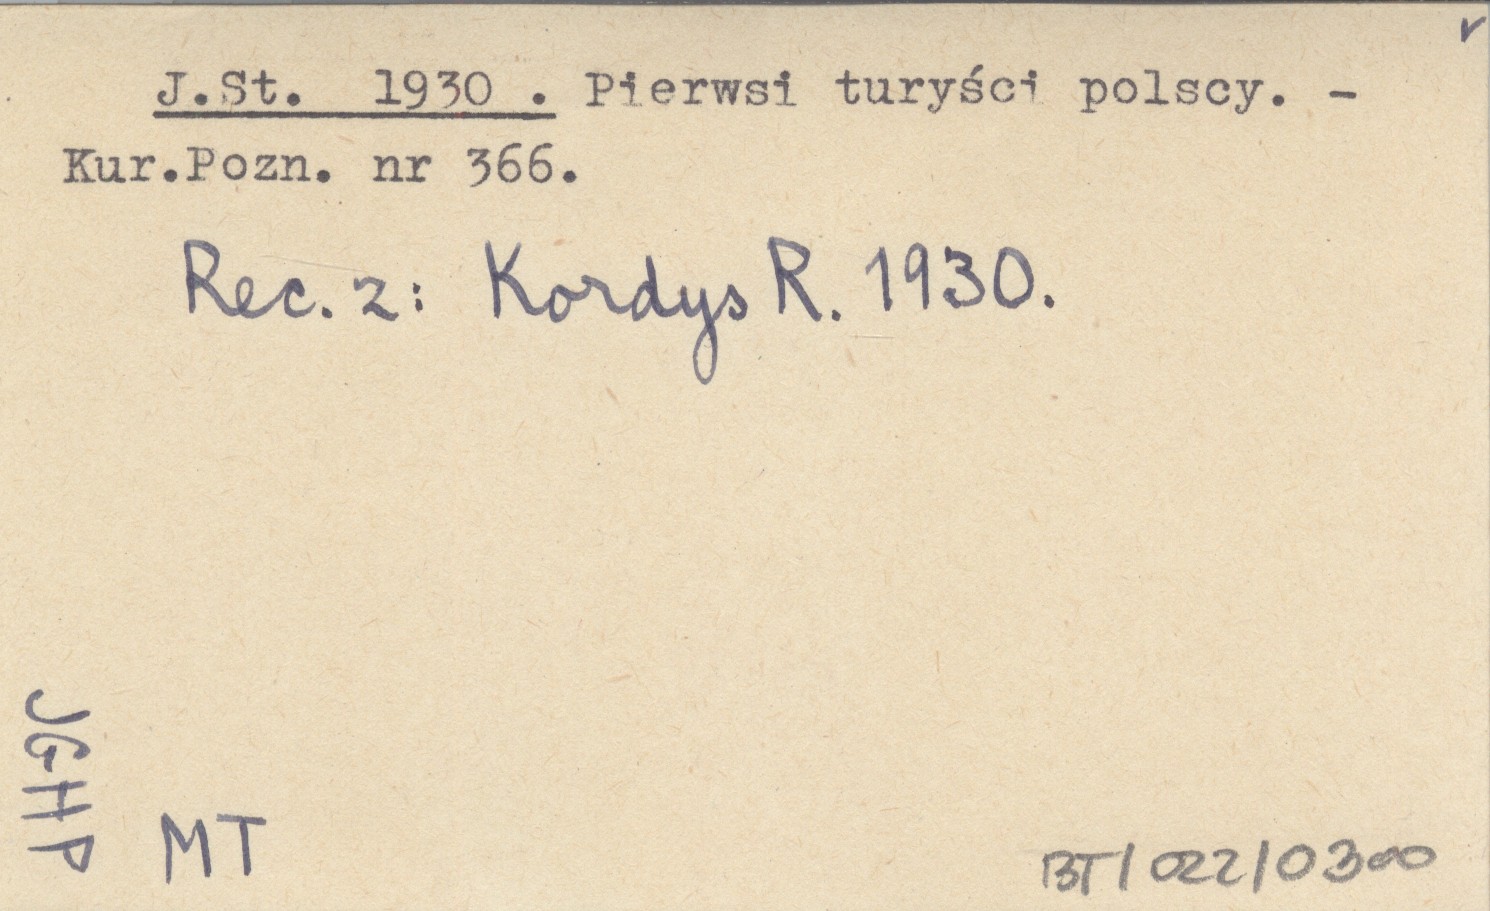 J.St. 1930 . Pierwsi turyści polscy. -
Kur.Pozn. nr 366.
Rec. z: Kordys R. 1930.
JGHP
MT
BT/022/0300